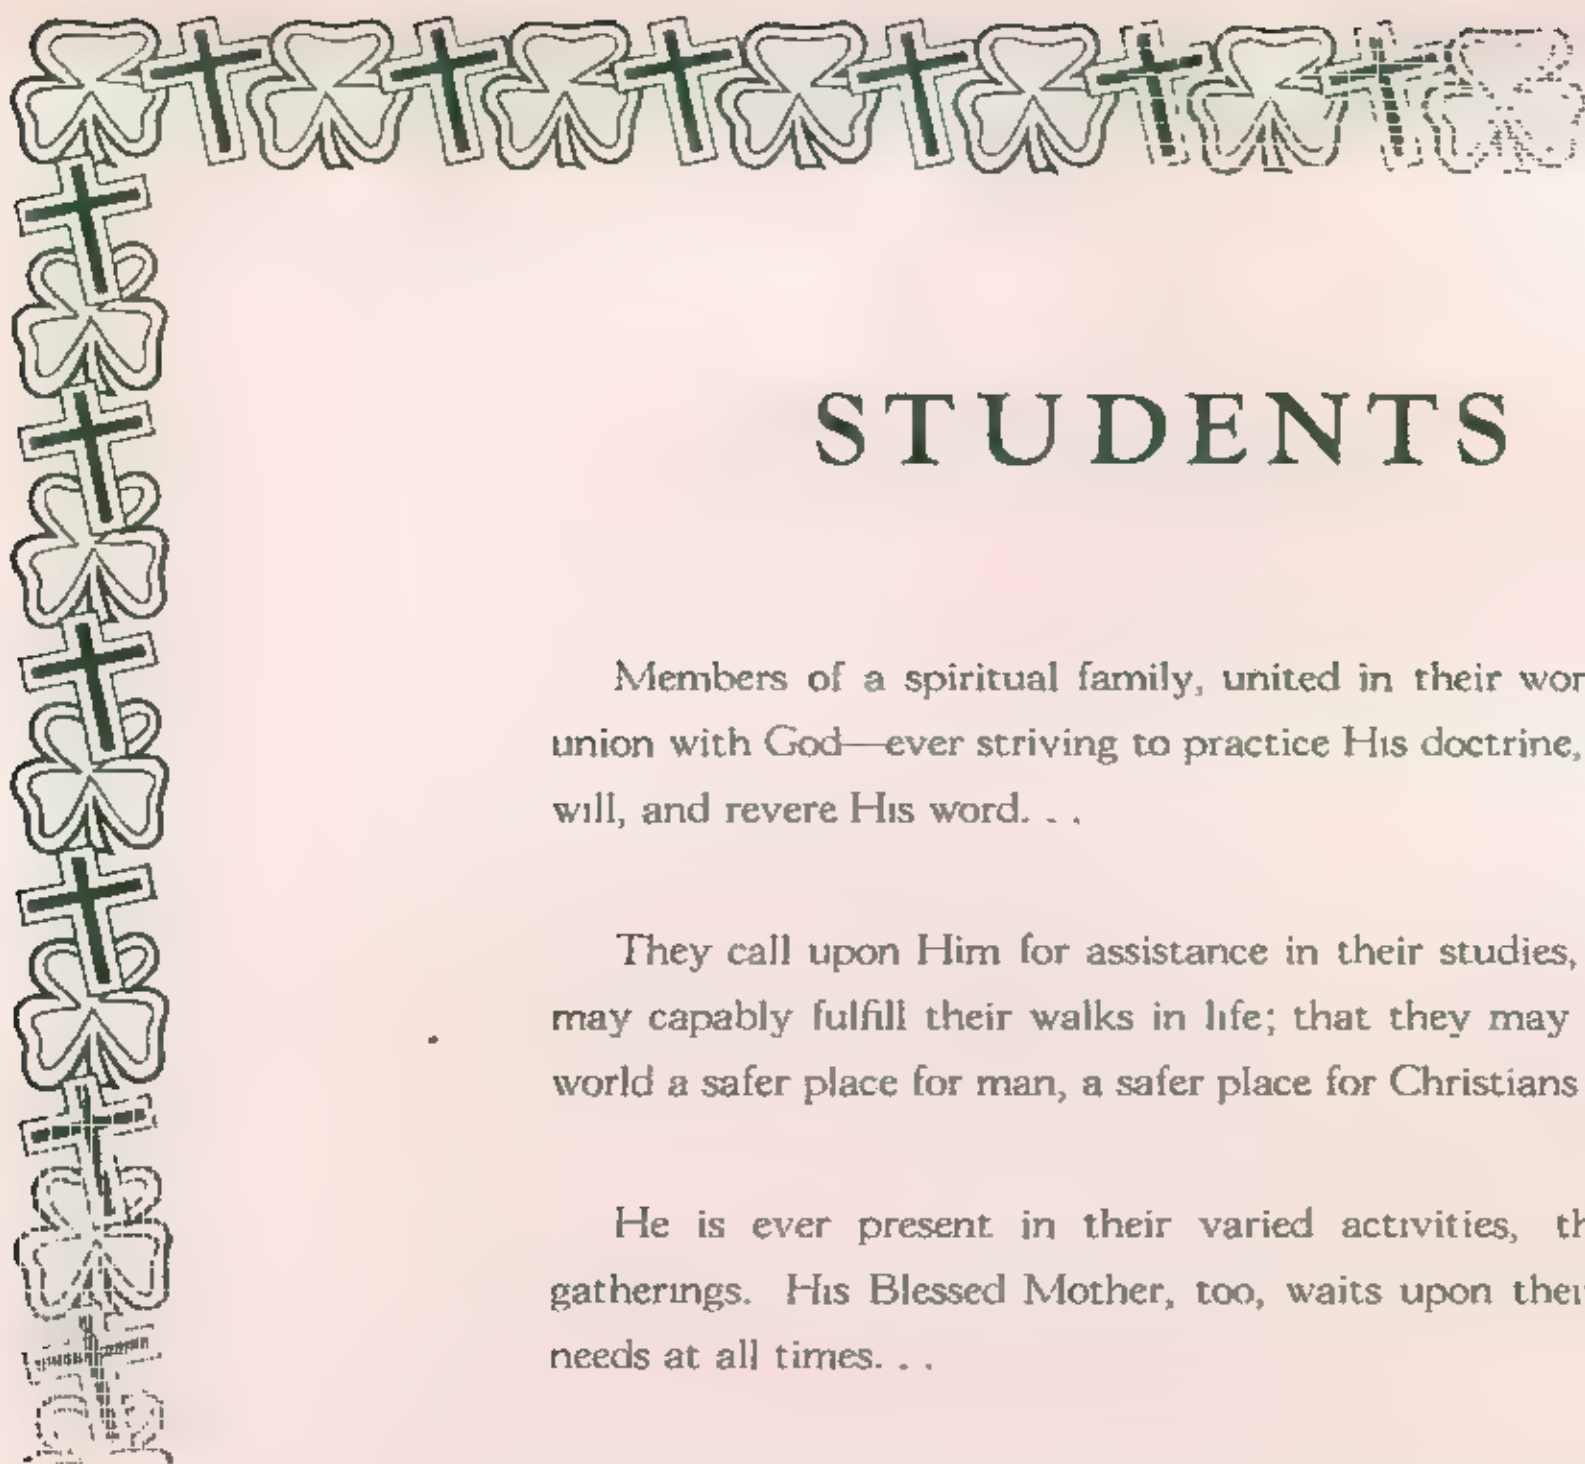 STUDENTS
Members of a spiritual family, united in their
union with God—ever striving to practice His doctrine,
will, and revere His word. . .
They call upon Him for assistance in their studies,
may capably fulfill their walks in life; that they may
world a safer place for man, a safer place for Christians
He is ever present in their varied activities,
gatherings. His Blessed Mother, too, waits upon
needs at all times. . .